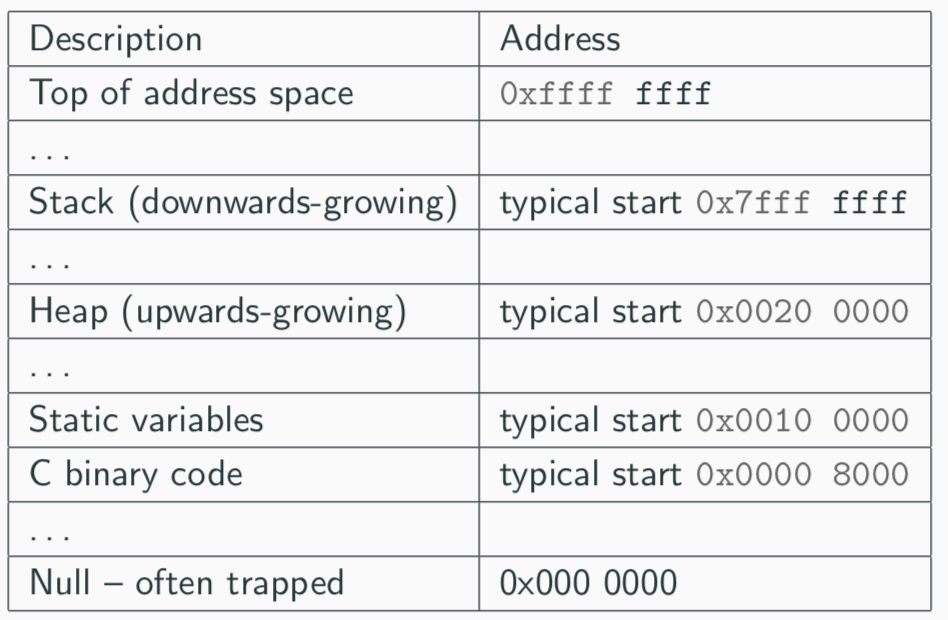 Description Address
Top of address space 0xffff ffff
...
Stack (downwards-growing) typical start 0x7fff ffff
...
Heap (upwards-growing) typical start 0x0020 0000
...
Static variables typical start 0x0010 0000
C binary code typical start 0x0000 8000
...
Null – often trapped 0x000 0000